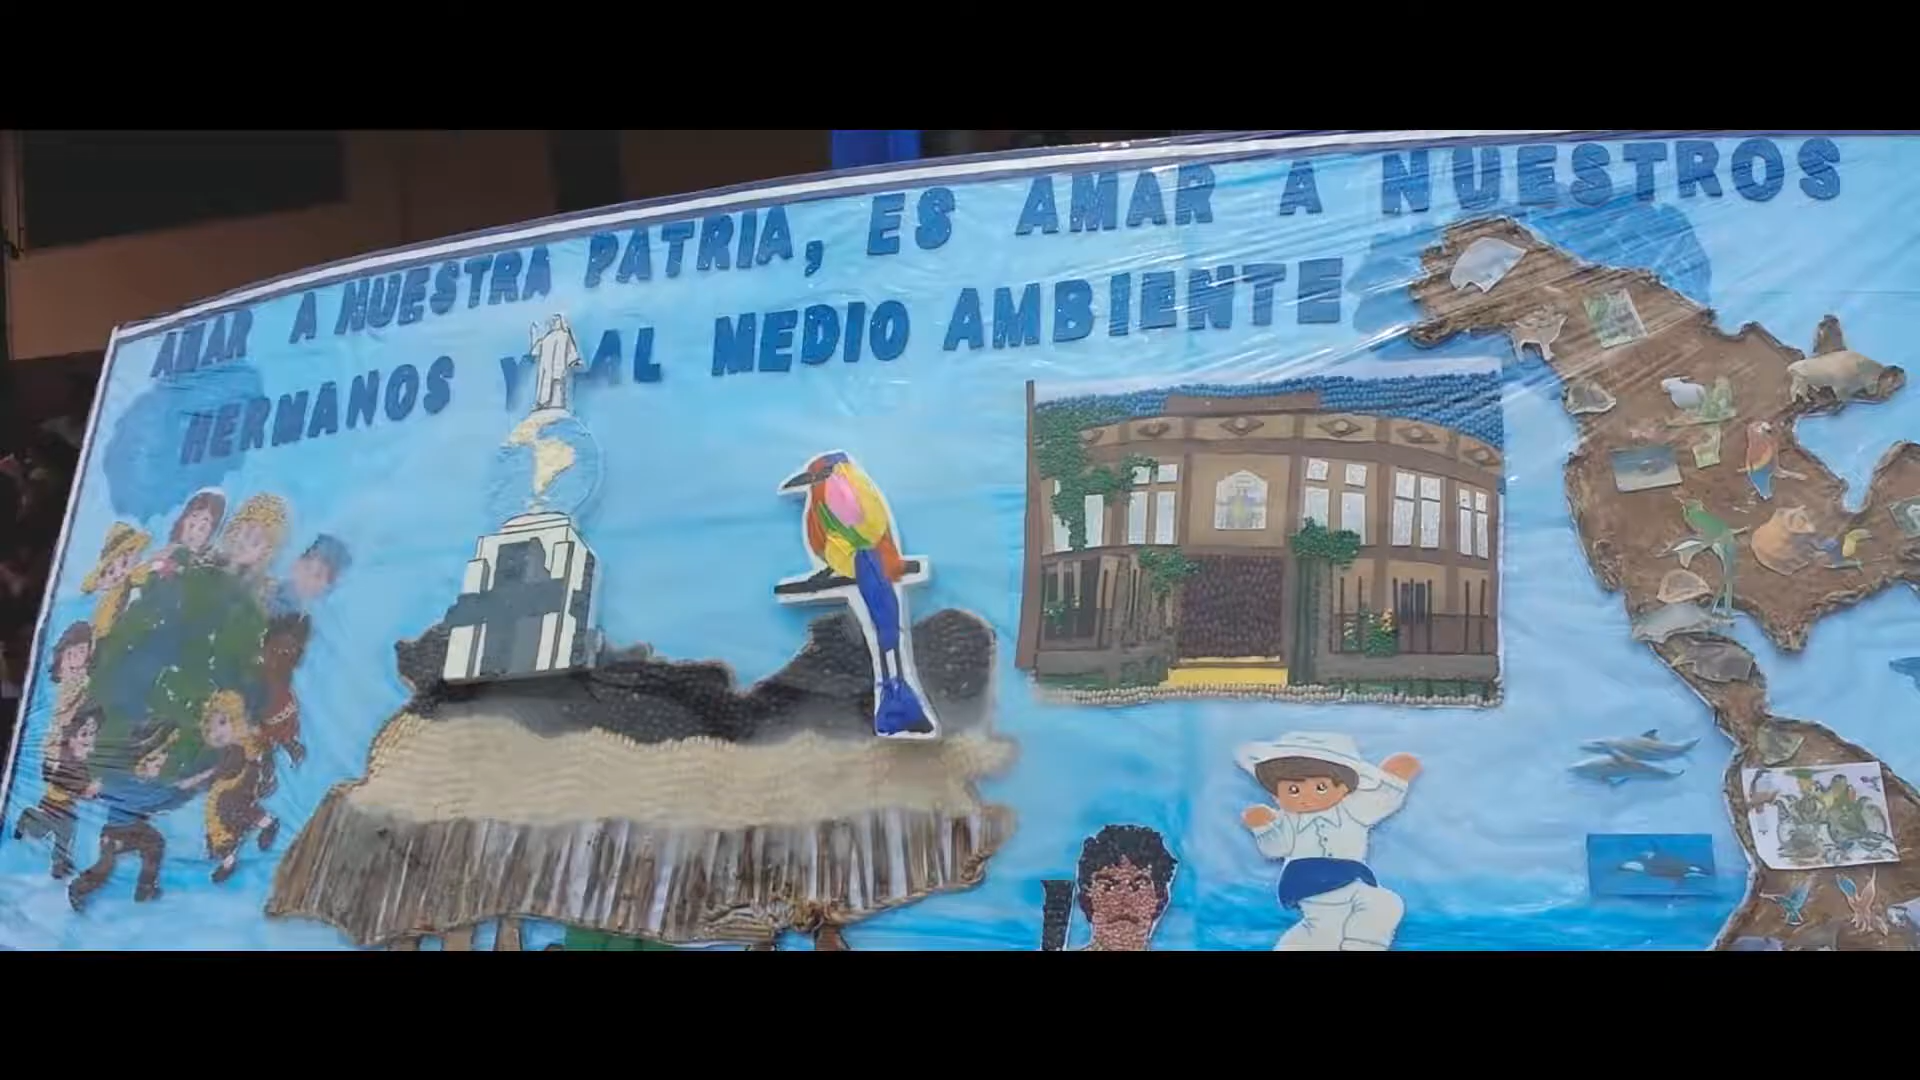 AMAR A NUESTRA PATRIA, ES AMAR A NUESTROS
HERMANOS Y AL MEDIO AMBIENTE